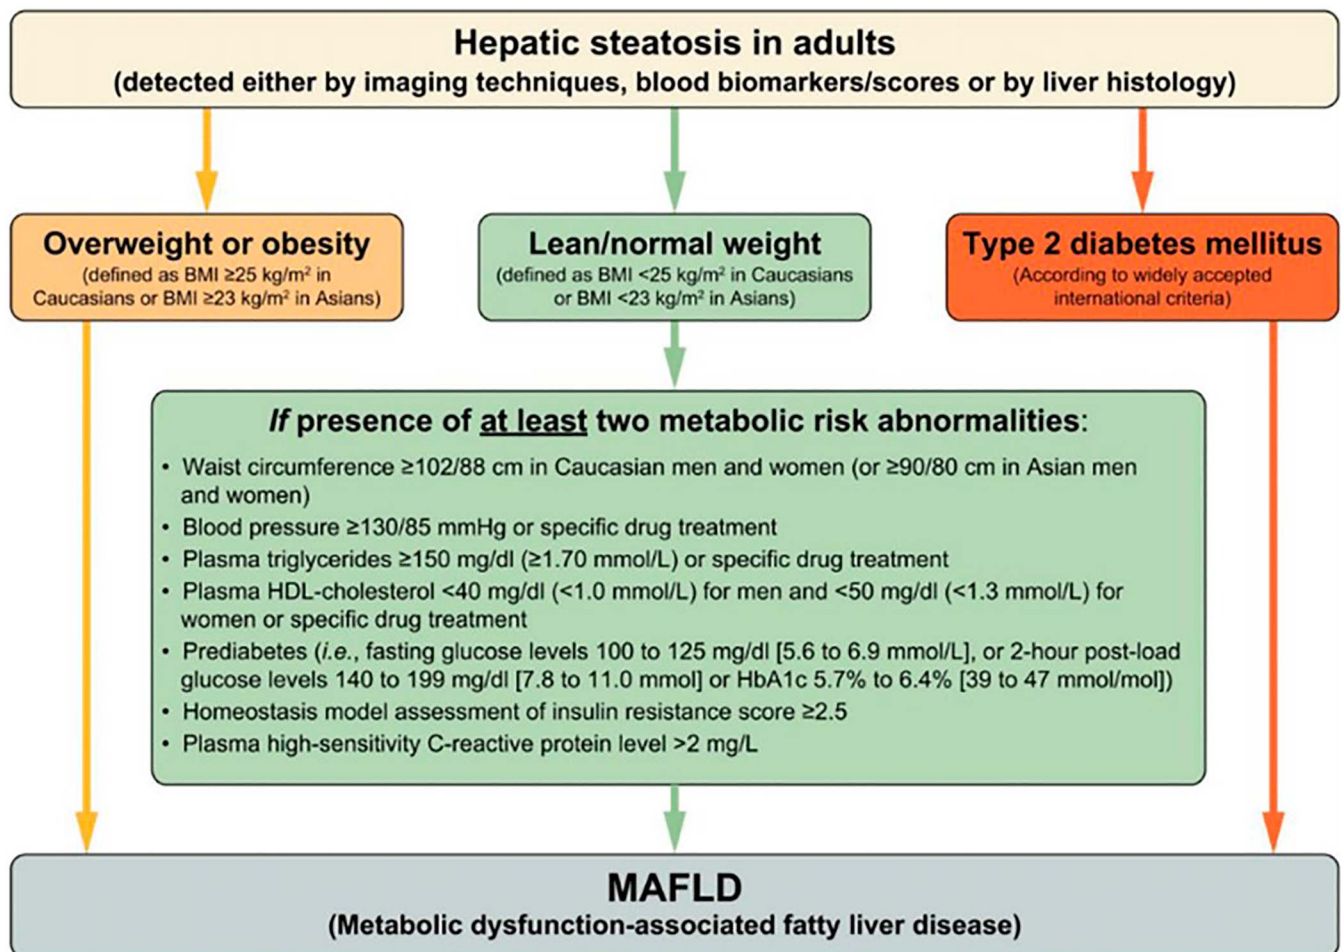 Hepatic steatosis in adults
(detected either by imaging techniques, blood biomarkers/scores or by liver histology)
Overweight or obesity
(defined as BMI ≥25 kg/m² in
Caucasians or BMI ≥23 kg/m² in Asians)
Lean/normal weight
(defined as BMI <25 kg/m² in Caucasians
or BMI <23 kg/m² in Asians)
Type 2 diabetes mellitus
(According to widely accepted
international criteria)
If presence of at least two metabolic risk abnormalities:
• Waist circumference ≥102/88 cm in Caucasian men and women (or ≥90/80 cm in Asian men
and women)
• Blood pressure ≥130/85 mmHg or specific drug treatment
• Plasma triglycerides ≥150 mg/dl (≥1.70 mmol/L) or specific drug treatment
• Plasma HDL-cholesterol <40 mg/dl (<1.0 mmol/L) for men and <50 mg/dl (<1.3 mmol/L) for
women or specific drug treatment
• Prediabetes (i.e., fasting glucose levels 100 to 125 mg/dl [5.6 to 6.9 mmol/L], or 2-hour post-load
glucose levels 140 to 199 mg/dl [7.8 to 11.0 mmol] or HbA1c 5.7% to 6.4% [39 to 47 mmol/mol])
• Homeostasis model assessment of insulin resistance score ≥2.5
• Plasma high-sensitivity C-reactive protein level >2 mg/L
MAFLD
(Metabolic dysfunction-associated fatty liver disease)